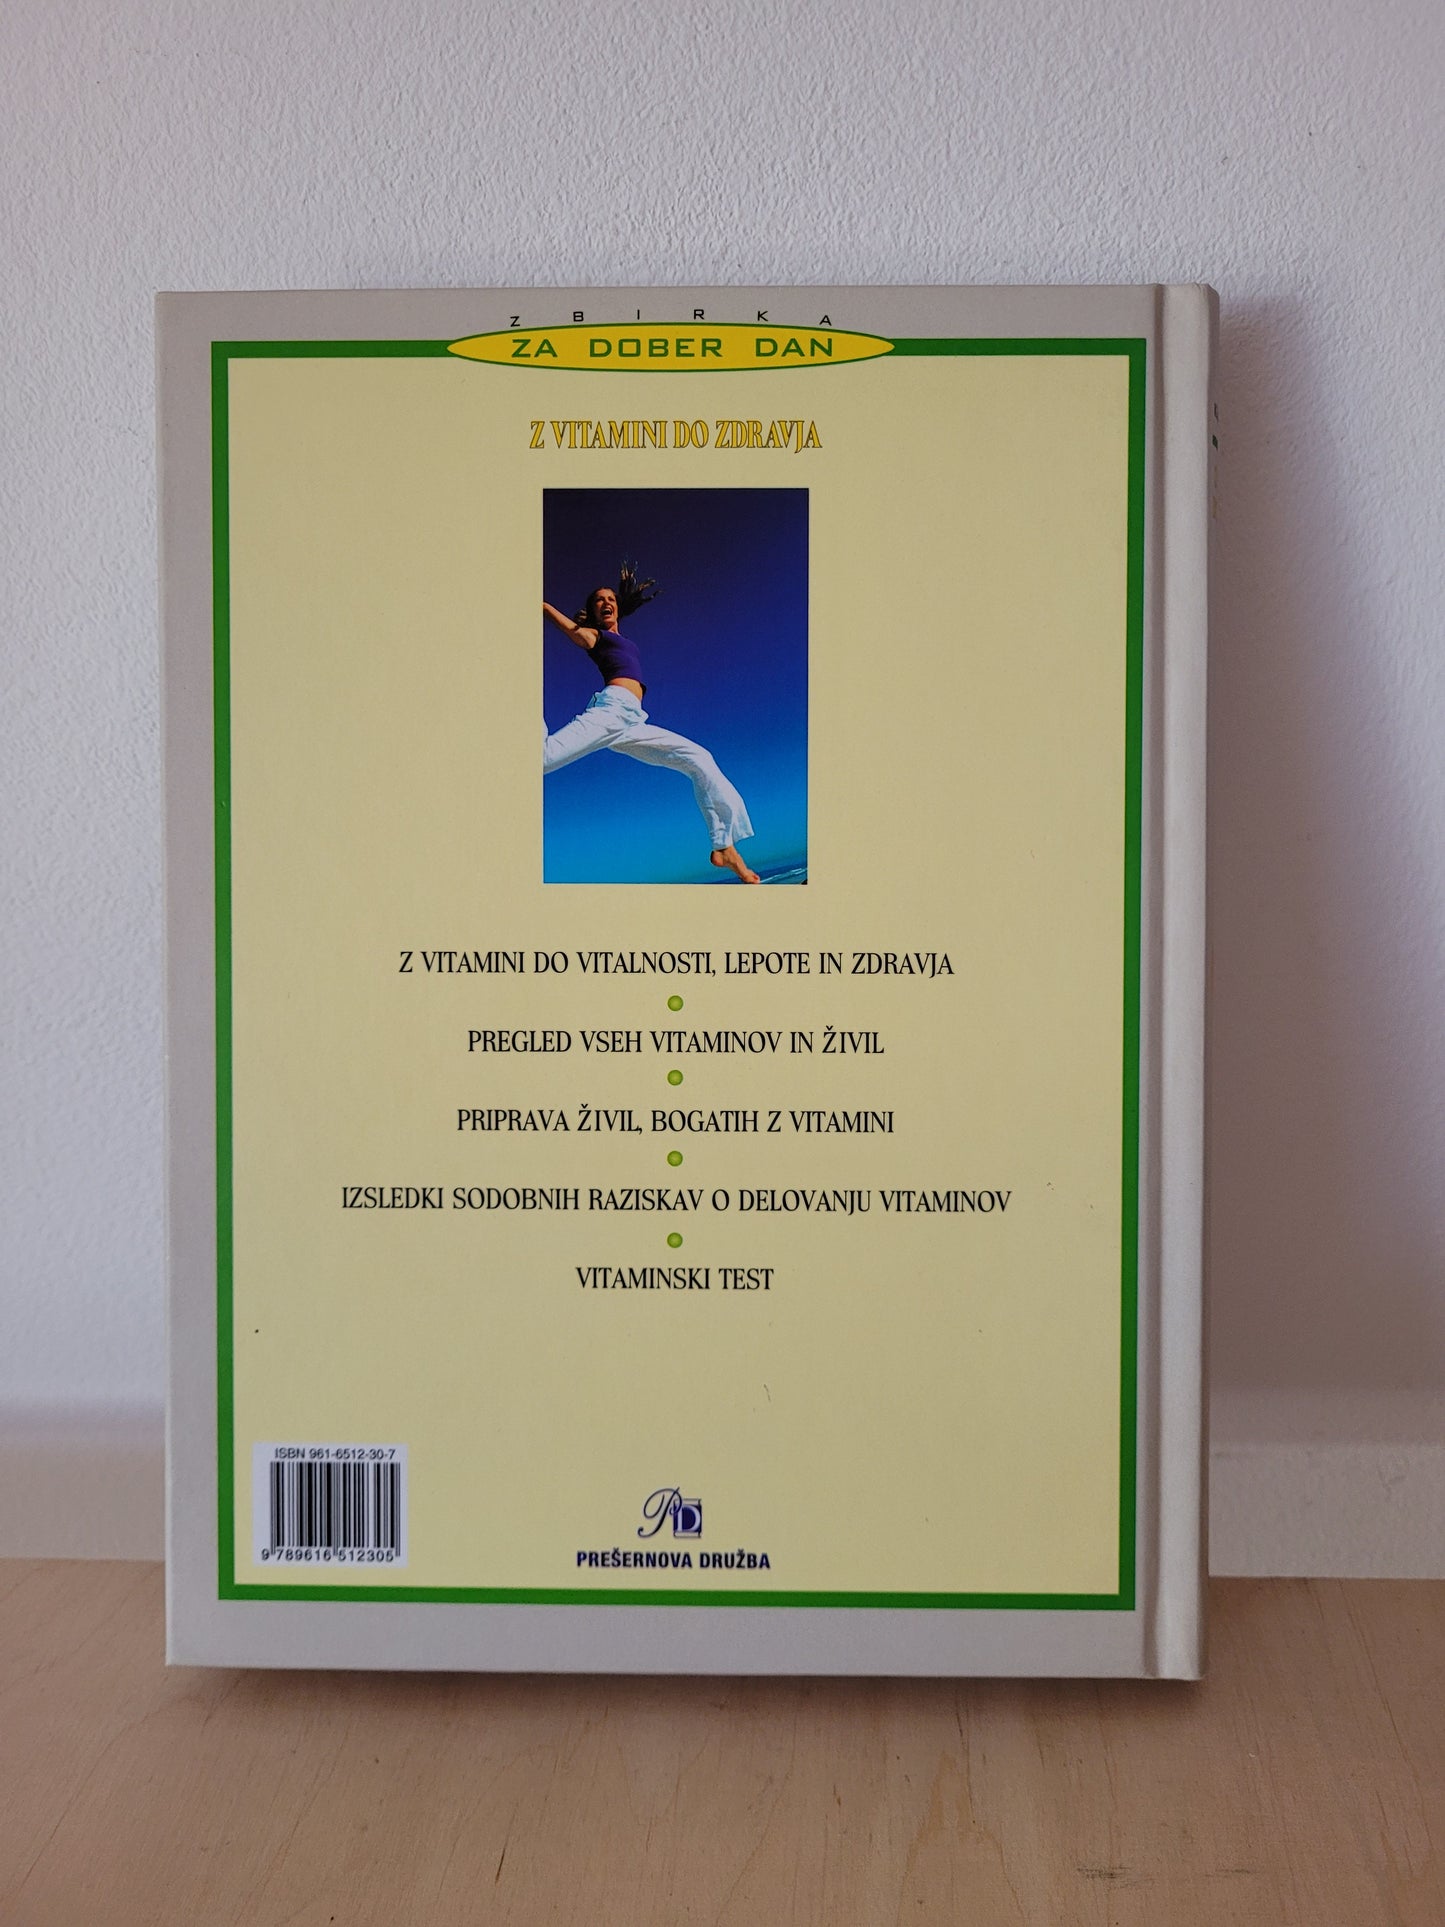 ZBIRKA
ZA DOBER DAN
Z VITAMINI DO ZDRAVJA
Z VITAMINI DO VITALNOSTI, LEPOTE IN ZDRAVJA
PREGLED VSEH VITAMINOV IN ŽIVIL
PRIPRAVA ŽIVIL, BOGATIH Z VITAMINI
IZSLEDKI SODOBNIH RAZISKAV O DELOVANJU VITAMINOV
VITAMINSKI TEST
ISBN 961-6512-30-7
9 789616 512305
PD
PREŠERNOVA DRUŽBA